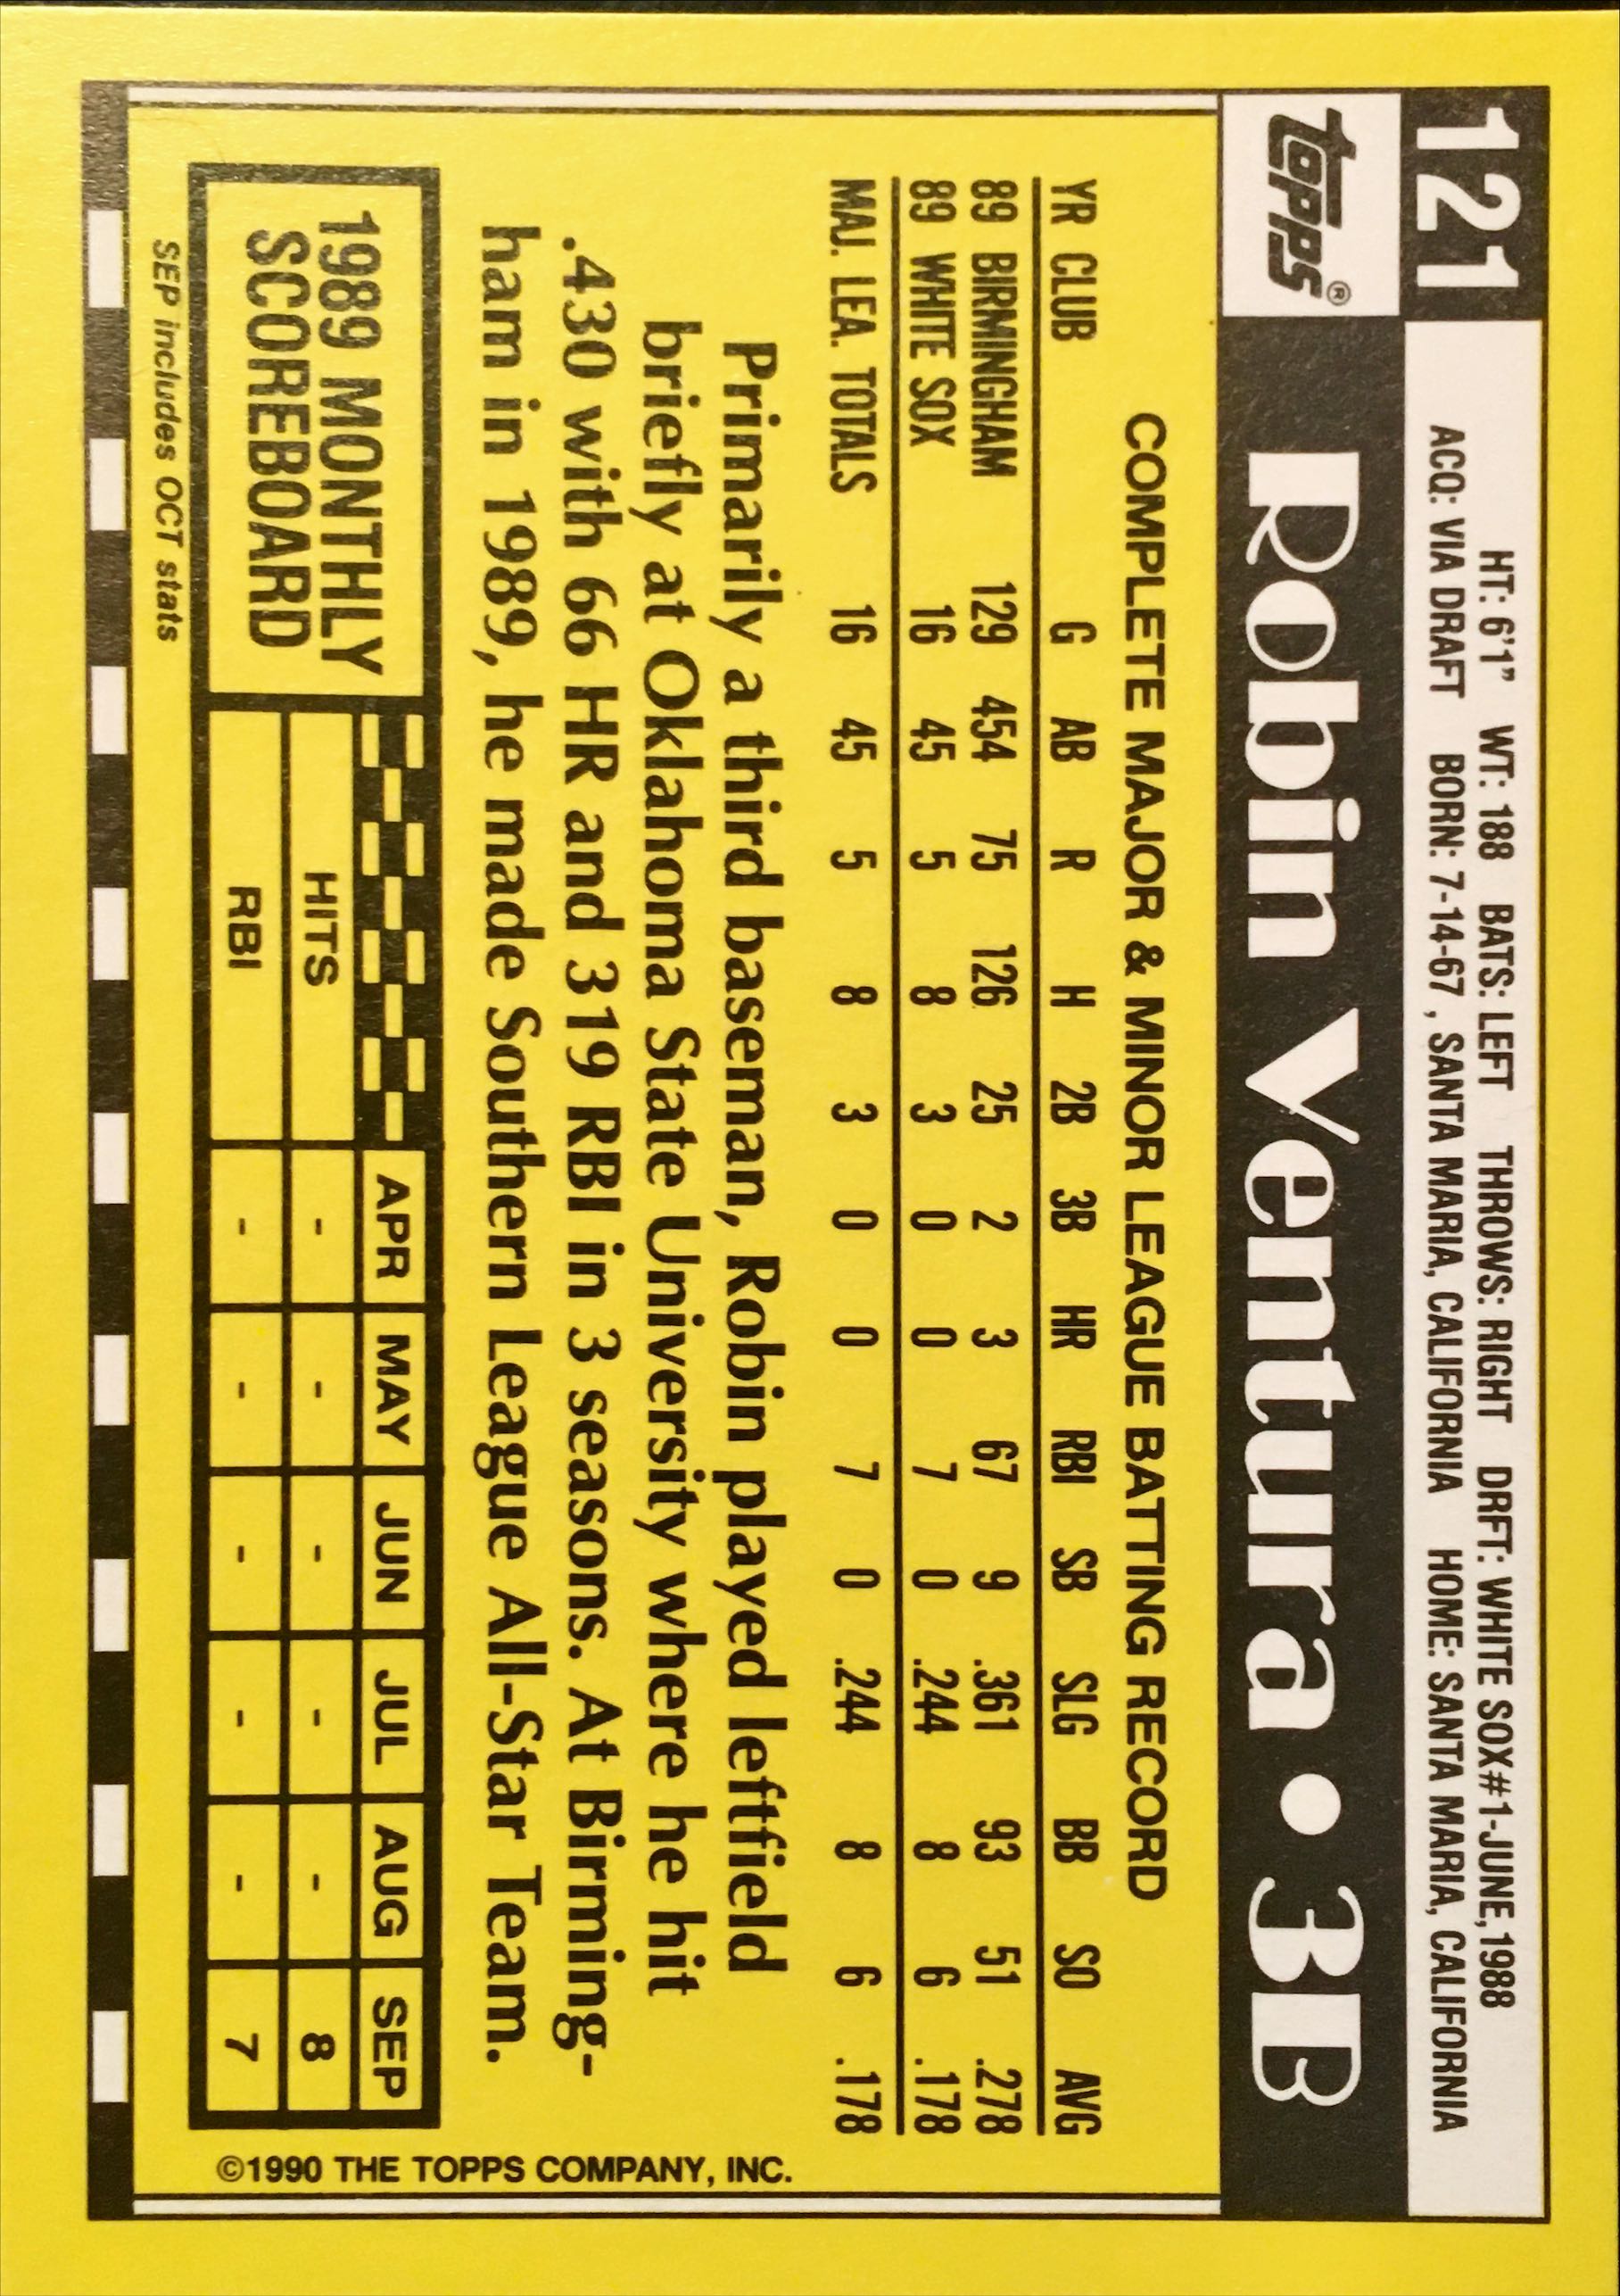 121
HT: 6'1" WT: 188 BATS: LEFT THROWS: RIGHT DRFT: WHITE SOX#1-JUNE, 1988
ACQ: VIA DRAFT BORN: 7-14-67 , SANTA MARIA, CALIFORNIA HOME: SANTA MARIA, CALIFORNIA
topps®
Robin Ventura • 3B
COMPLETE MAJOR & MINOR LEAGUE BATTING RECORD
YR CLUB G AB R H 2B 3B HR RBI SB SLG BB SO AVG
89 BIRMINGHAM 129 454 75 126 25 2 3 67 9 .361 93 51 .278
89 WHITE SOX 16 45 5 8 3 0 0 7 0 .244 8 6 .178
MAJ. LEA. TOTALS 16 45 5 8 3 0 0 7 0 .244 8 6 .178
Primarily a third baseman, Robin played leftfield
briefly at Oklahoma State University where he hit
.430 with 66 HR and 319 RBI in 3 seasons. At Birming-
ham in 1989, he made Southern League All-Star Team.
1989 MONTHLY
SCOREBOARD
APR MAY JUN JUL AUG SEP
HITS - - - - - 8
RBI - - - - - 7
SEP includes OCT stats
©1990 THE TOPPS COMPANY, INC.